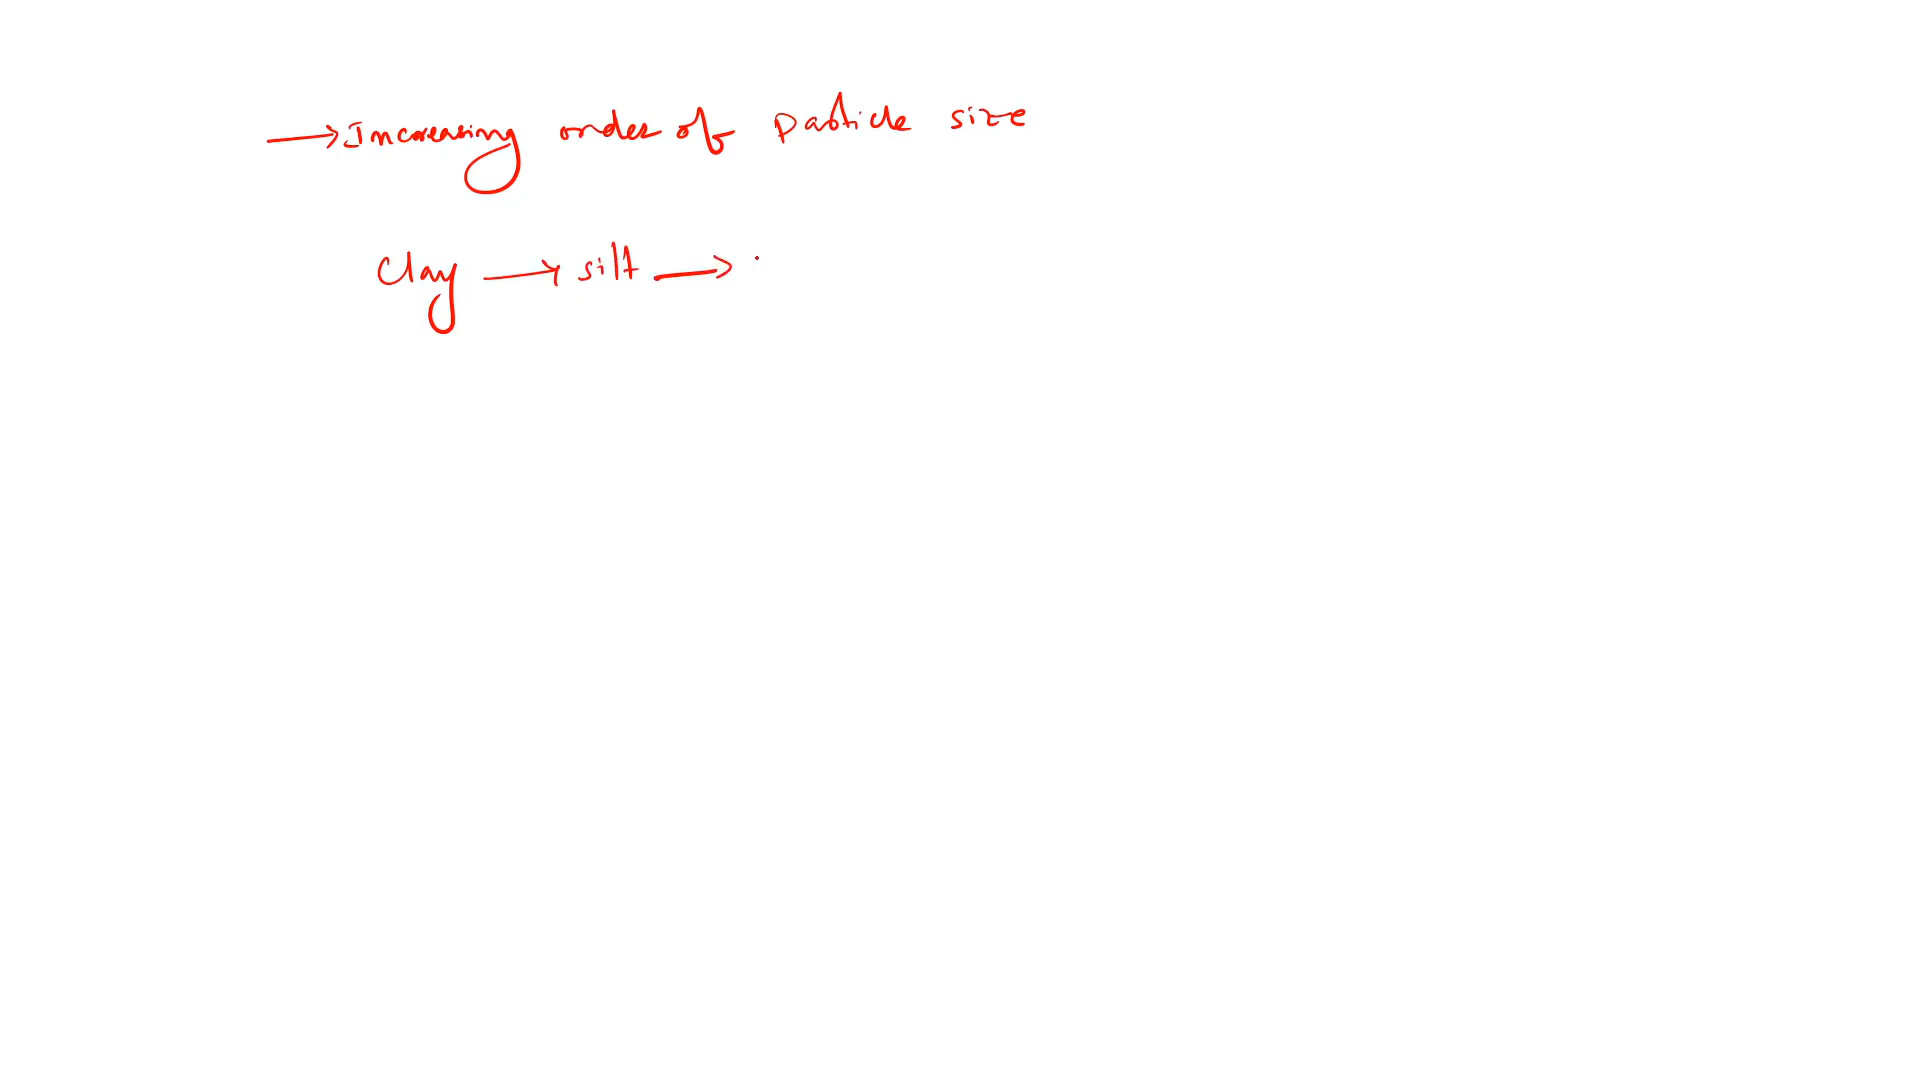 → Increasing order of particle size
Clay → silt →